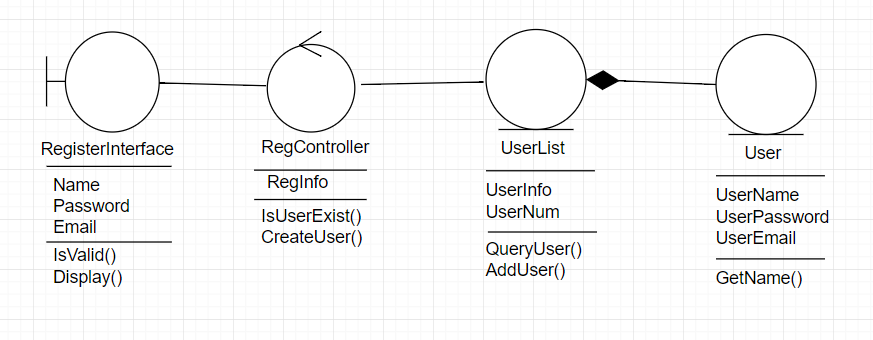 RegisterInterface
Name
Password
Email
IsValid()
Display()
RegController
RegInfo
IsUserExist()
CreateUser()
UserList
UserInfo
UserNum
QueryUser()
AddUser()
User
UserName
UserPassword
UserEmail
GetName()